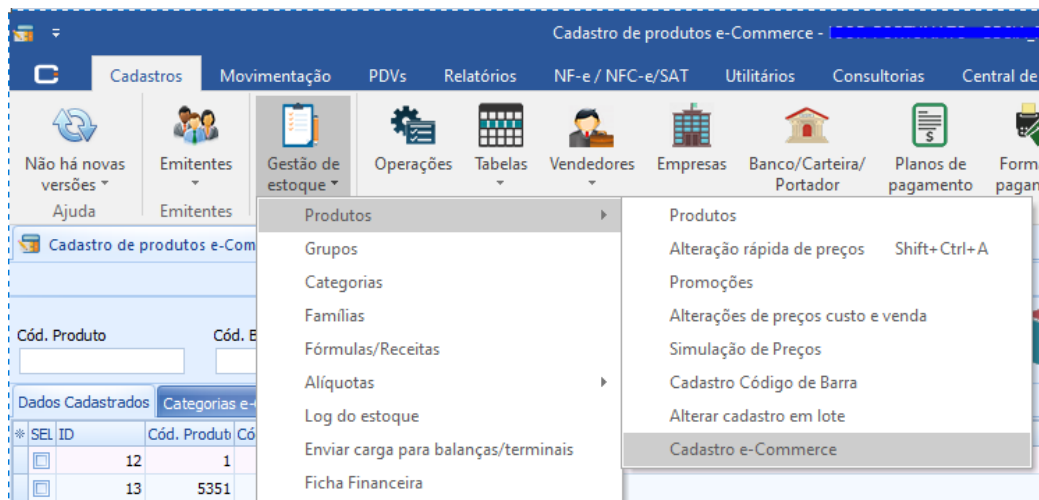 Cadastro de produtos e-Commerce -
Cadastros Movimentação PDVs Relatórios NF-e / NFC-e/SAT Utilitários Consultorias Central de
Não há novas versões
Emitentes
Gestão de estoque
Operações
Tabelas
Vendedores
Empresas
Banco/Carteira/
Portador
Planos de
pagamento
Form
pagan
Ajuda
Emitentes
Cadastro de produtos e-Com
Produtos
Grupos
Categorias
Famílias
Fórmulas/Receitas
Alíquotas
Log do estoque
Enviar carga para balanças/terminais
Ficha Financeira
Produtos
Alteração rápida de preços Shift+Ctrl+A
Promoções
Alterações de preços custo e venda
Simulação de Preços
Cadastro Código de Barra
Alterar cadastro em lote
Cadastro e-Commerce
Cód. Produto Cód. B
Dados Cadastrados Categorias e-
SEL ID Cód. Produt Có
12 1
13 5351